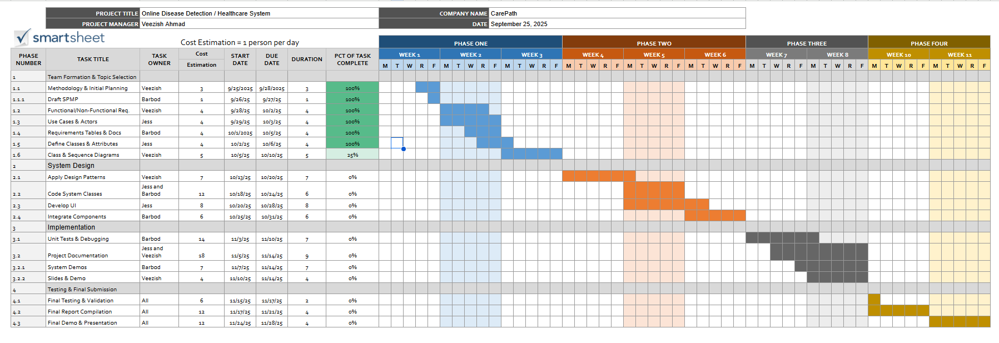 PROJECT TITLE Online Disease Detection / Healthcare System COMPANY NAME CarePath
PROJECT MANAGER Veezish Ahmad DATE September 25, 2025
smartsheet Cost Estimation = 1 person per day PHASE ONE PHASE TWO PHASE THREE PHASE FOUR
PHASE NUMBER TASK TITLE TASK OWNER Cost Estimation START DATE DUE DATE DURATION PCT OF TASK COMPLETE WEEK 1 WEEK 2 WEEK 3 WEEK 4 WEEK 5 WEEK 6 WEEK 7 WEEK 8 WEEK 10 WEEK 11
M T W R F M T W R F M T W R F M T W R F M T W R F M T W R F M T W R F M T W R F M T W R F M T W R F
1 Team Formation & Topic Selection
1.1 Methodology & Initial Planning Veezish 3 9/25/2025 9/28/2025 3 100%
1.1.1 Draft SPMP Barbod 1 9/26/25 9/27/25 1 100%
1.2 Functional/Non-Functional Req. Veezish 4 9/28/25 10/2/25 4 100%
1.3 Use Cases & Actors Jess 4 9/29/25 10/3/25 4 100%
1.4 Requirements Tables & Docs Barbod 4 10/1/2025 10/5/25 4 100%
1.5 Define Classes & Attributes Jess 4 10/2/25 10/6/25 4 100%
1.6 Class & Sequence Diagrams Veezish 5 10/5/25 10/10/25 5 25%
2 System Design
2.1 Apply Design Patterns Veezish 7 10/13/25 10/20/25 7 0%
2.2 Code System Classes Jess and Barbod 12 10/18/25 10/24/25 6 0%
2.3 Develop UI Jess 8 10/20/25 10/28/25 8 0%
2.4 Integrate Components Barbod 6 10/25/25 10/31/25 6 0%
3 Implementation
3.1 Unit Tests & Debugging Barbod 14 11/3/25 11/10/25 7 0%
3.2 Project Documentation Jess and Veezish 18 11/5/25 11/14/25 9 0%
3.2.1 System Demos Barbod 7 11/7/25 11/14/25 7 0%
3.2.2 Slides & Demo Veezish 4 11/10/25 11/14/25 4 0%
4 Testing & Final Submission
4.1 Final Testing & Validation All 6 11/15/25 11/17/25 2 0%
4.2 Final Report Compilation All 12 11/17/25 11/21/25 4 0%
4.3 Final Demo & Presentation All 12 11/24/25 11/28/25 4 0%